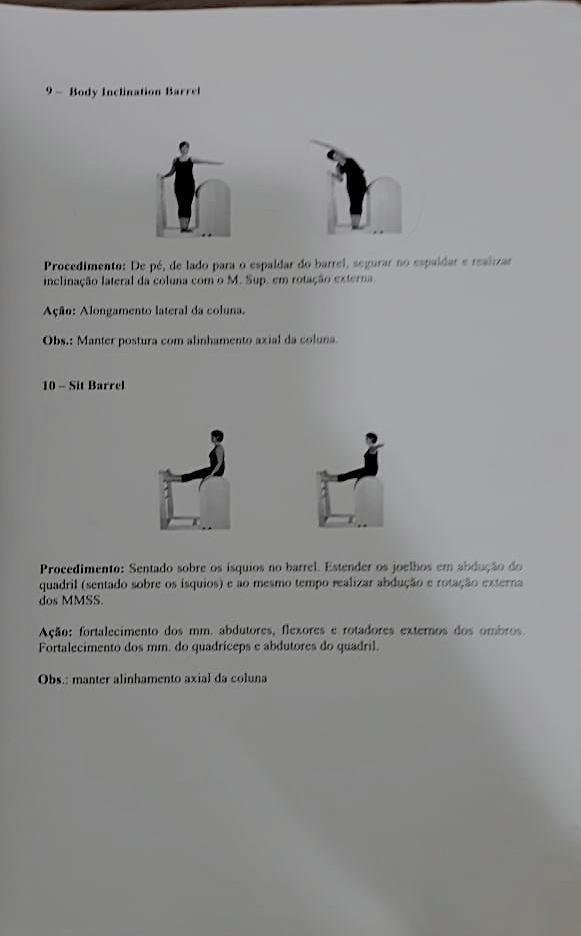 9 – Body Inclination Barrel
Procedimento: De pé, de lado para o espaldar do barrel, segurar no espaldar e realizar
inclinação lateral da coluna com o M. Sup. em rotação externa.
Ação: Alongamento lateral da coluna.
Obs.: Manter postura com alinhamento axial da coluna.
10 – Sit Barrel
Procedimento: Sentado sobre os ísquios no barrel. Estender os joelhos em abdução do
quadril (sentado sobre os ísquios) e ao mesmo tempo realizar abdução e rotação externa
dos MMSS.
Ação: fortalecimento dos mm. abdutores, flexores e rotadores externos dos ombros.
Fortalecimento dos mm. do quadríceps e abdutores do quadril.
Obs.: manter alinhamento axial da coluna